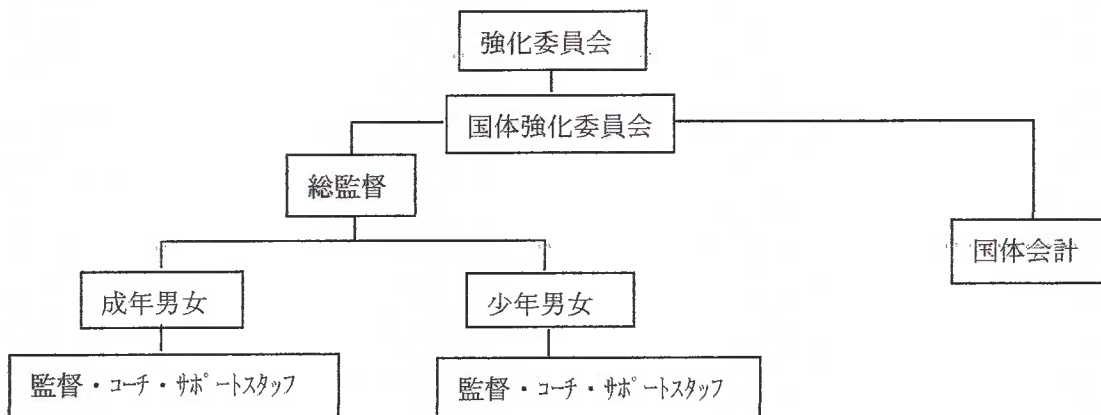 強化委員会
国体強化委員会
総監督
国体会計
成年男女
少年男女
監督・コーチ・サポートスタッフ
監督・コーチ・サポートスタッフ